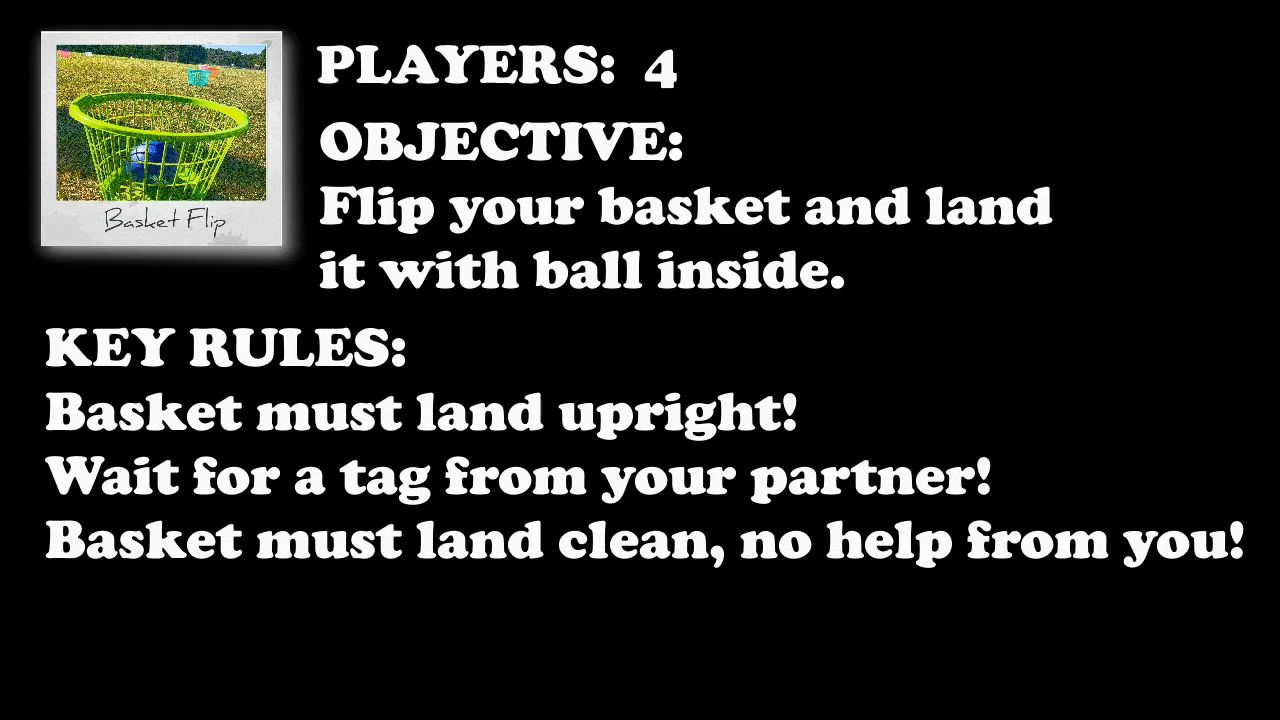 PLAYERS: 4
OBJECTIVE:
Flip your basket and land
it with ball inside.
Basket Flip
KEY RULES:
Basket must land upright!
Wait for a tag from your partner!
Basket must land clean, no help from you!